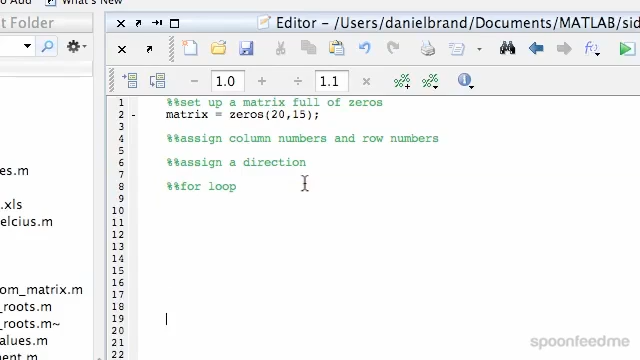 o Add
What's New
t Folder
Editor – /Users/danielbrand/Documents/MATLAB/sid
1.0
1.1
1 %%set up a matrix full of zeros
2 - matrix = zeros(20,15);
3
4 %%assign column numbers and row numbers
5
6 %%assign a direction
7
8 %%for loop
9
10
11
12
13
14
15
16
17
18
19
20
21
22
s.m
.xls
elcius.m
om_matrix.m
_roots.m
_roots.m~
alues.m
ment.m
spoonfeedme